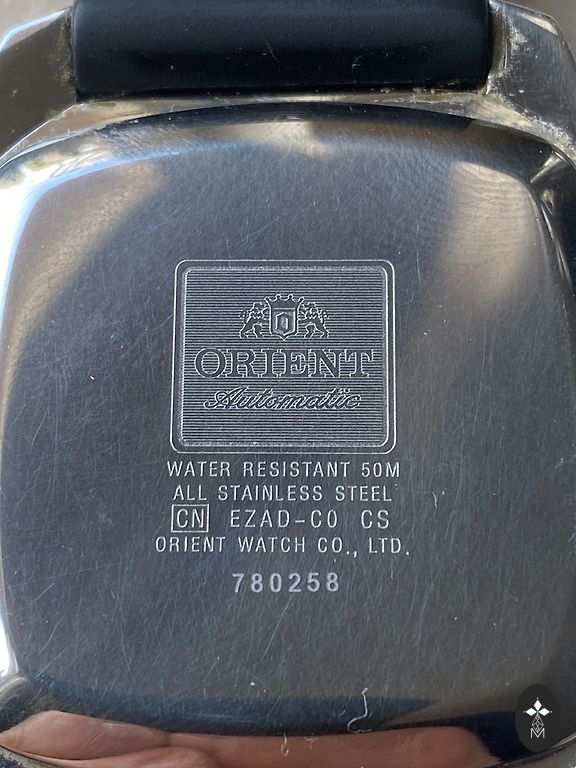 ORIENT
Automatic
WATER RESISTANT 50M
ALL STAINLESS STEEL
CN EZAD-C0 CS
ORIENT WATCH CO., LTD.
780258
M